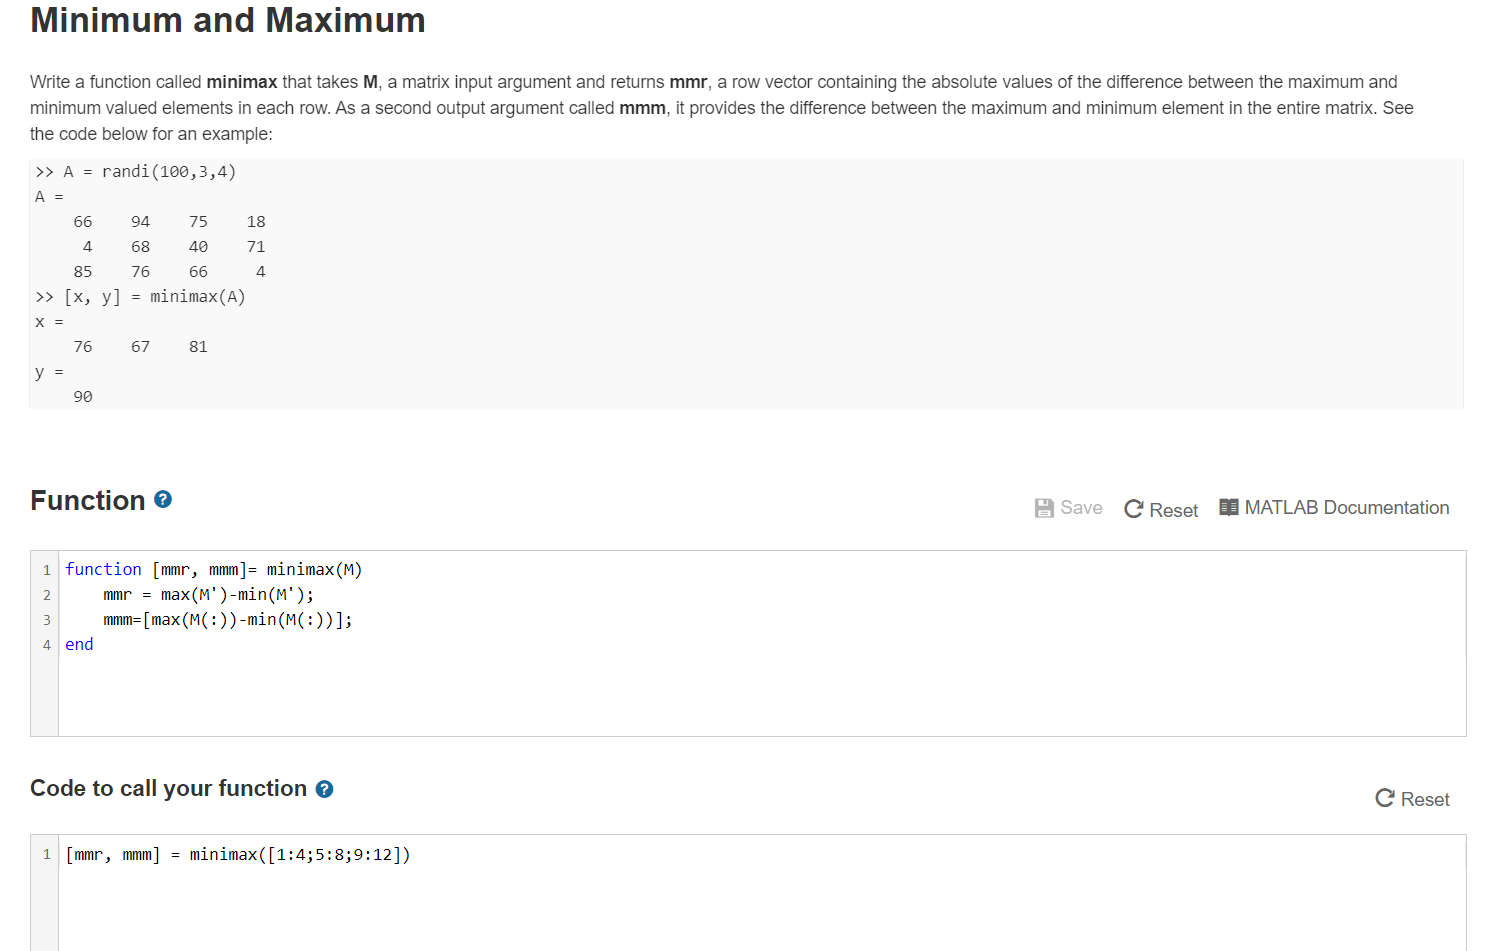 Minimum and Maximum
Write a function called minimax that takes M, a matrix input argument and returns mmr, a row vector containing the absolute values of the difference between the maximum and
minimum valued elements in each row. As a second output argument called mmm, it provides the difference between the maximum and minimum element in the entire matrix. See
the code below for an example:
>> A = randi(100,3,4)
A =
66 94 75 18
4 68 40 71
85 76 66 4
>> [x, y] = minimax(A)
x =
76 67 81
y =
90
Function ?
Save Reset MATLAB Documentation
1 function [mmr, mmm]= minimax(M)
2 mmr = max(M')-min(M');
3 mmm=[max(M(:))-min(M(:))];
4 end
Code to call your function ?
Reset
1 [mmr, mmm] = minimax([1:4;5:8;9:12])